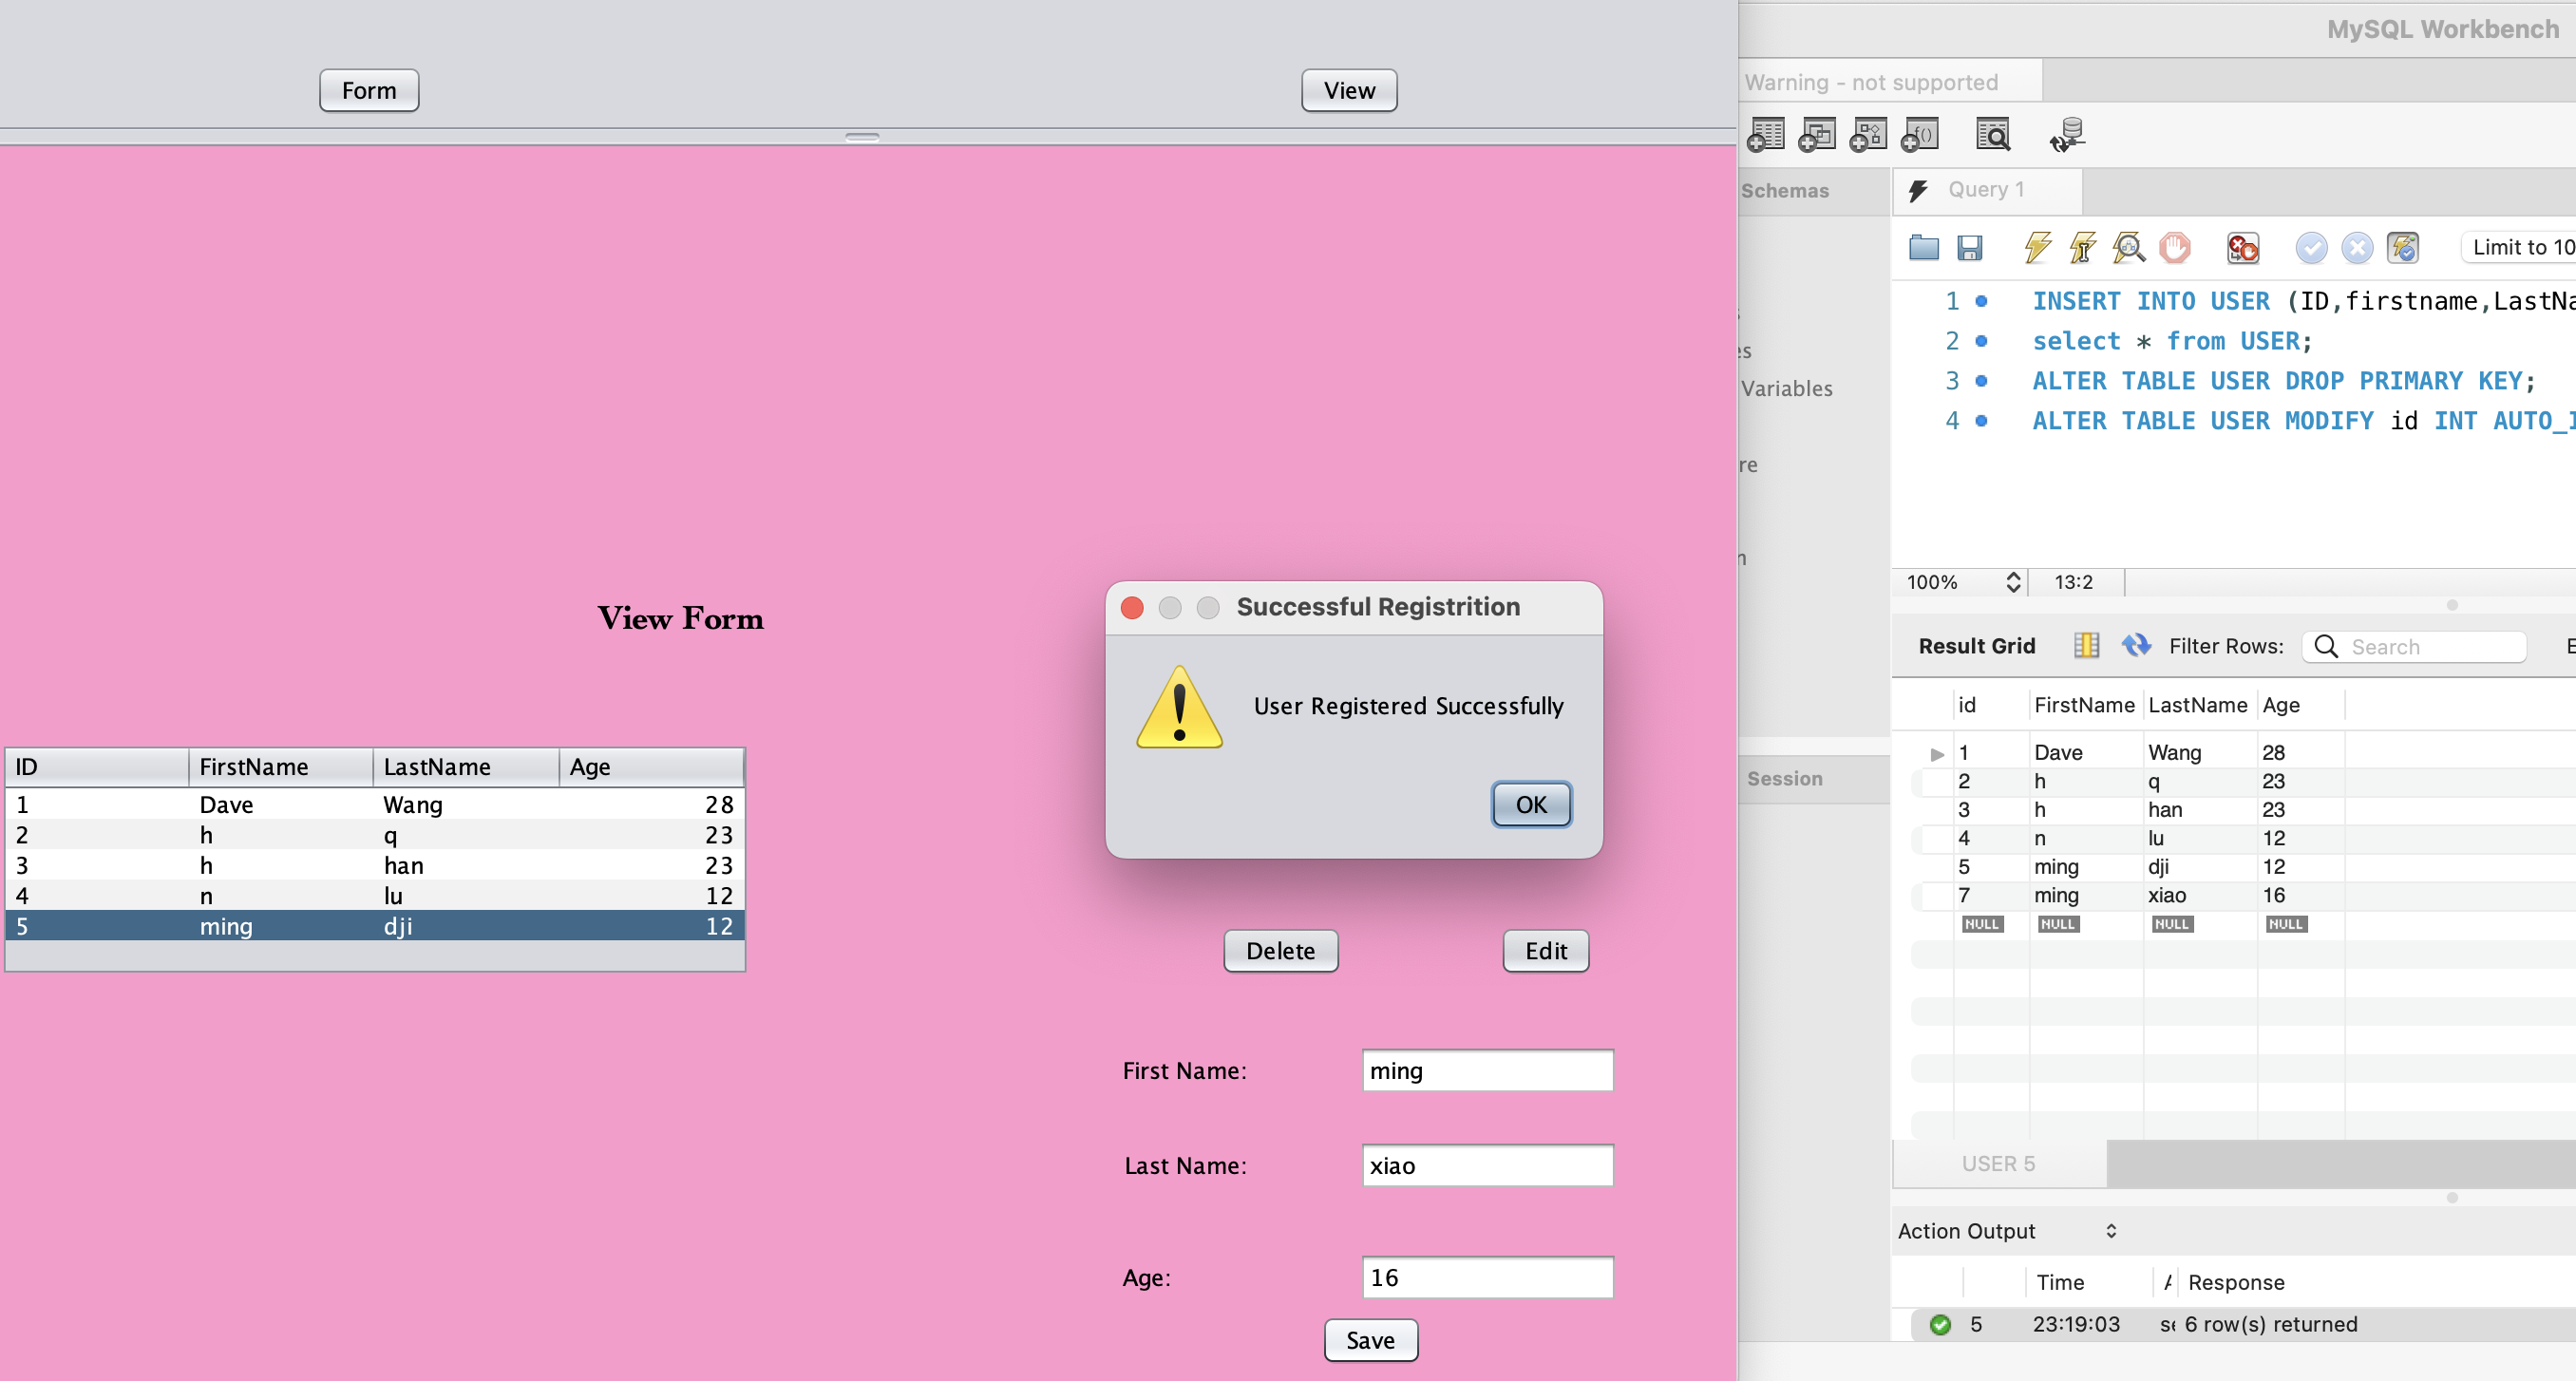 Form
View
View Form
ID FirstName LastName Age
1 Dave Wang 28
2 h q 23
3 h han 23
4 n lu 12
5 ming dji 12
Successful Registrition
User Registered Successfully
OK
Delete Edit
First Name: ming
Last Name: xiao
Age: 16
Save
MySQL Workbench
Warning - not supported
Schemas
Variables
Session
Query 1
Limit to 10
1 INSERT INTO USER (ID,firstname,LastNa
2 select * from USER;
3 ALTER TABLE USER DROP PRIMARY KEY;
4 ALTER TABLE USER MODIFY id INT AUTO_I
100% 13:2
Result Grid Filter Rows: Search
id FirstName LastName Age
1 Dave Wang 28
2 h q 23
3 h han 23
4 n lu 12
5 ming dji 12
7 ming xiao 16
NULL NULL NULL NULL
USER 5
Action Output
Time Response
5 23:19:03 6 row(s) returned